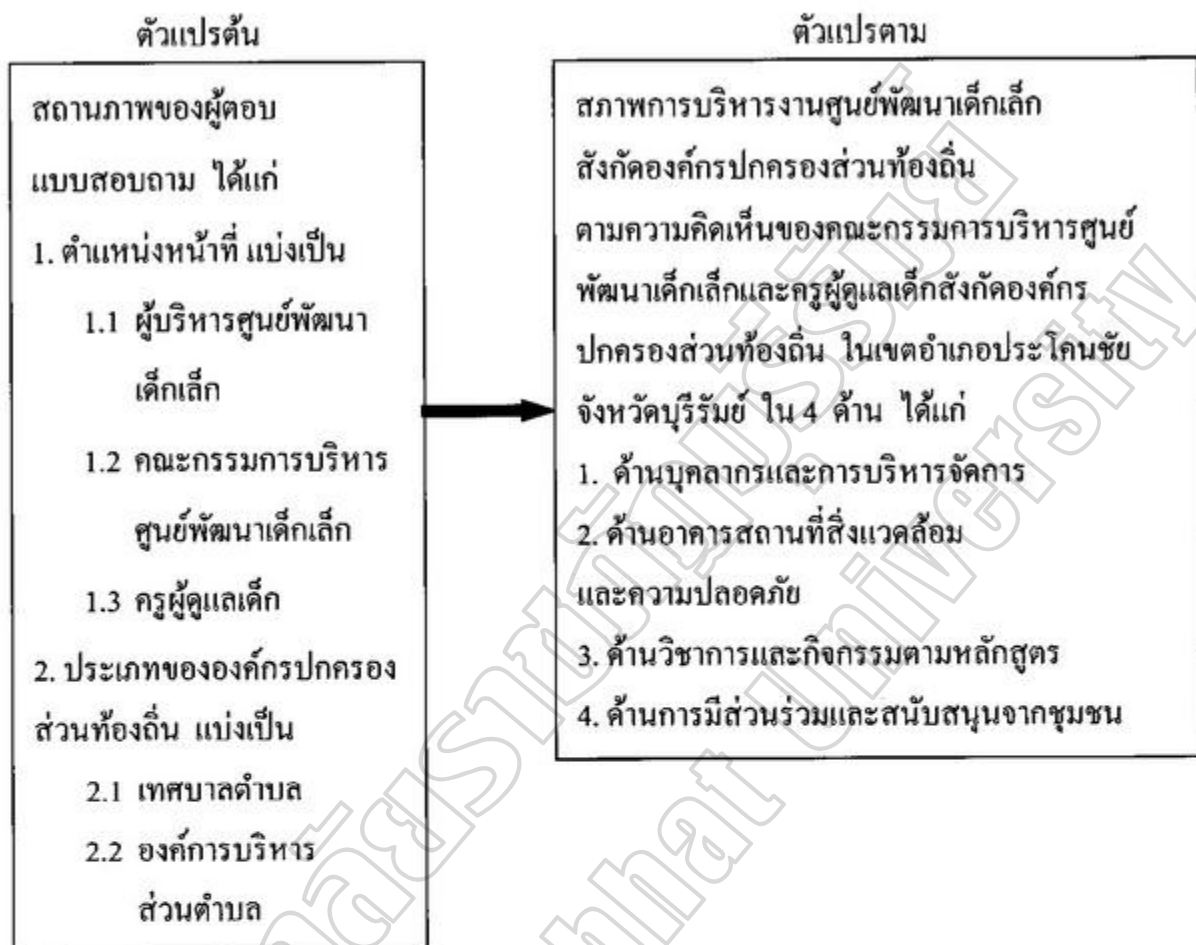 ตัวแปรต้น
สถานภาพของผู้ตอบ
แบบสอบถาม ได้แก่
1. ตำแหน่งหน้าที่ แบ่งเป็น
1.1 ผู้บริหารศูนย์พัฒนา
เด็กเล็ก
1.2 คณะกรรมการบริหาร
ศูนย์พัฒนาเด็กเล็ก
1.3 ครูผู้ดูแลเด็ก
2. ประเภทขององค์กรปกครอง
ส่วนท้องถิ่น แบ่งเป็น
2.1 เทศบาลตำบล
2.2 องค์การบริหาร
ส่วนตำบล
ตัวแปรตาม
สภาพการบริหารงานศูนย์พัฒนาเด็กเล็ก
สังกัดองค์กรปกครองส่วนท้องถิ่น
ตามความคิดเห็นของคณะกรรมการบริหารศูนย์
พัฒนาเด็กเล็กและครูผู้ดูแลเด็กสังกัดองค์กร
ปกครองส่วนท้องถิ่น ในเขตอำเภอประโคนชัย
จังหวัดบุรีรัมย์ ใน 4 ด้าน ได้แก่
1. ด้านบุคลากรและการบริหารจัดการ
2. ด้านอาคารสถานที่สิ่งแวดล้อม
และความปลอดภัย
3. ด้านวิชาการและกิจกรรมตามหลักสูตร
4. ด้านการมีส่วนร่วมและสนับสนุนจากชุมชน
University